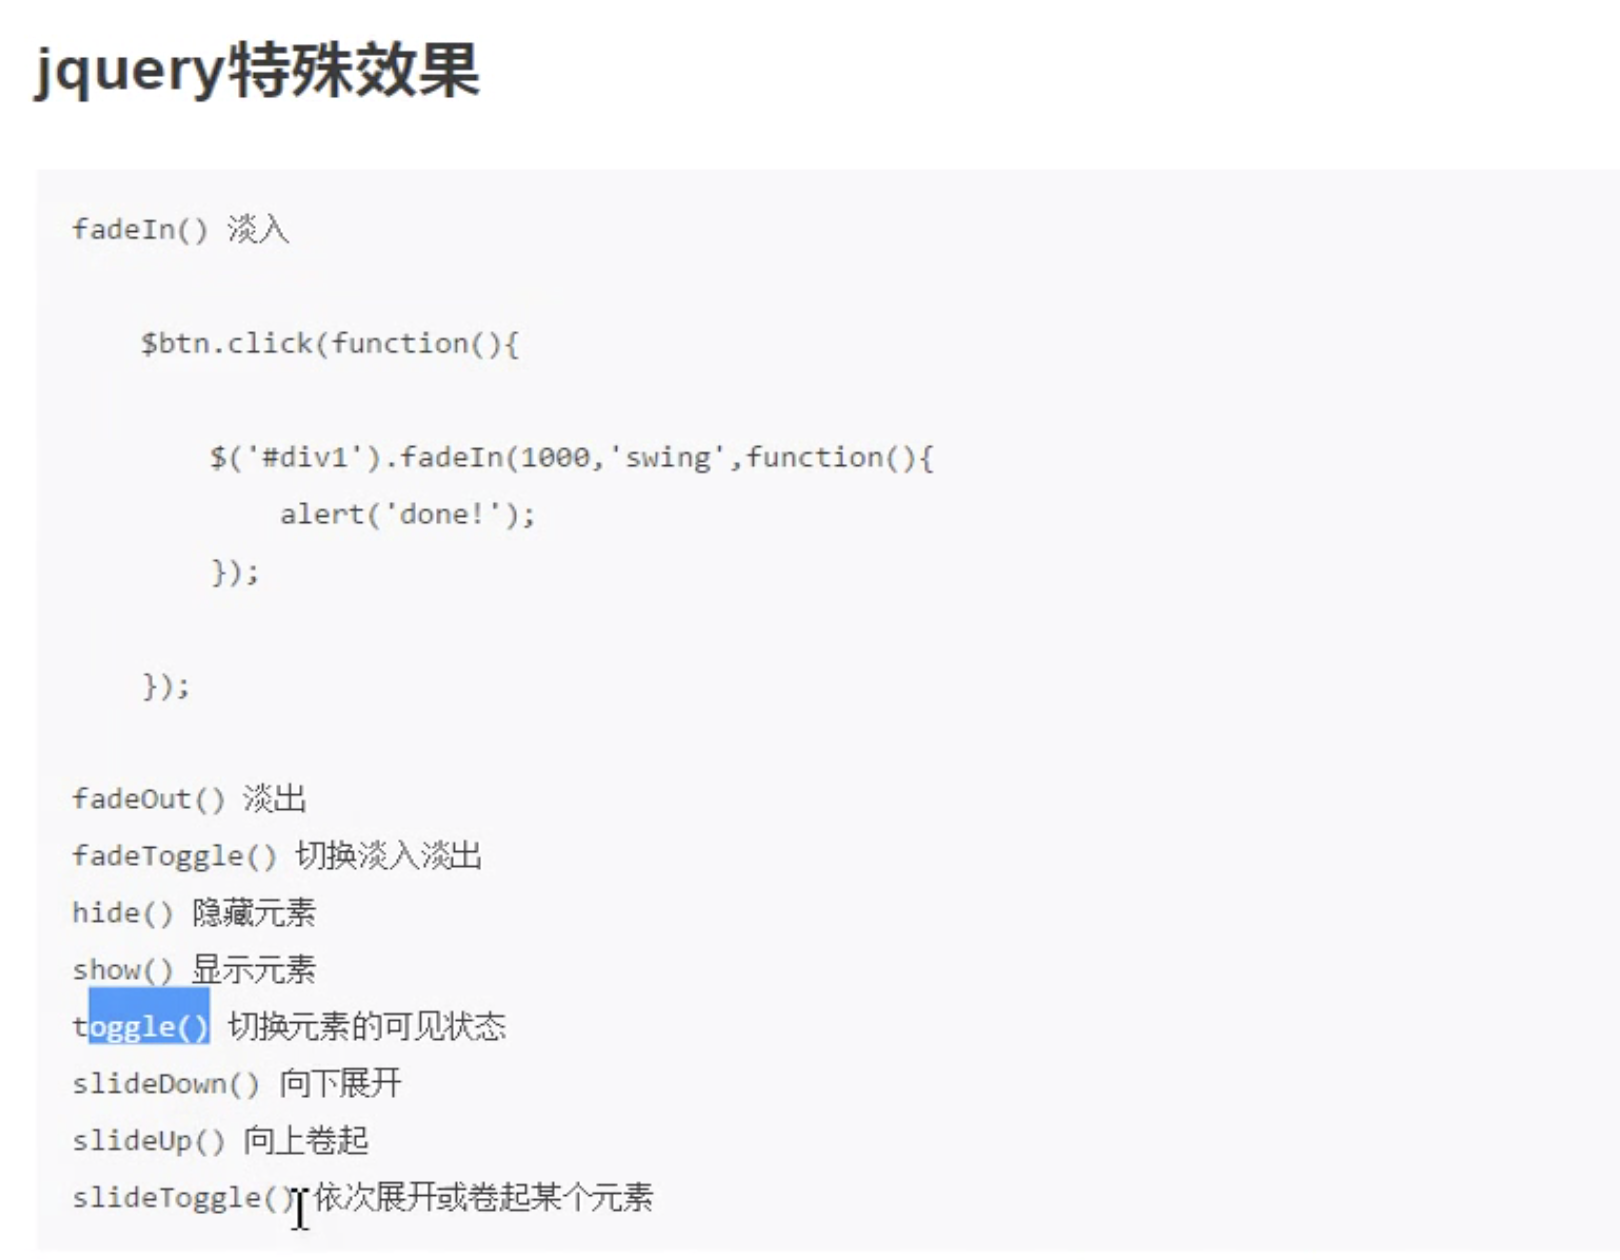 jquery特殊效果
fadeIn() 淡入
$btn.click(function(){
$('#div1').fadeIn(1000,'swing',function(){
alert('done!');
});
});
fadeOut() 淡出
fadeToggle() 切换淡入淡出
hide() 隐藏元素
show() 显示元素
toggle() 切换元素的可见状态
slideDown() 向下展开
slideUp() 向上卷起
slideToggle() 依次展开或卷起某个元素